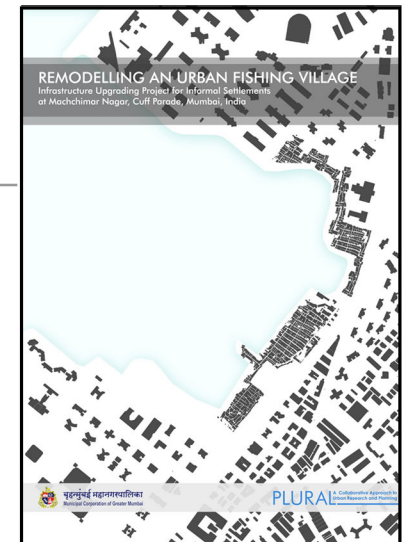 REMODELLING AN URBAN FISHING VILLAGE
Infrastructure Upgrading Project for Informal Settlements
at Machchimar Nagar, Cuff Parade, Mumbai, India
बृहन्मुंबई महानगरपालिका
Municipal Corporation of Greater Mumbai
PLURAL
A Collaborative Approach to
Urban Research and Planning